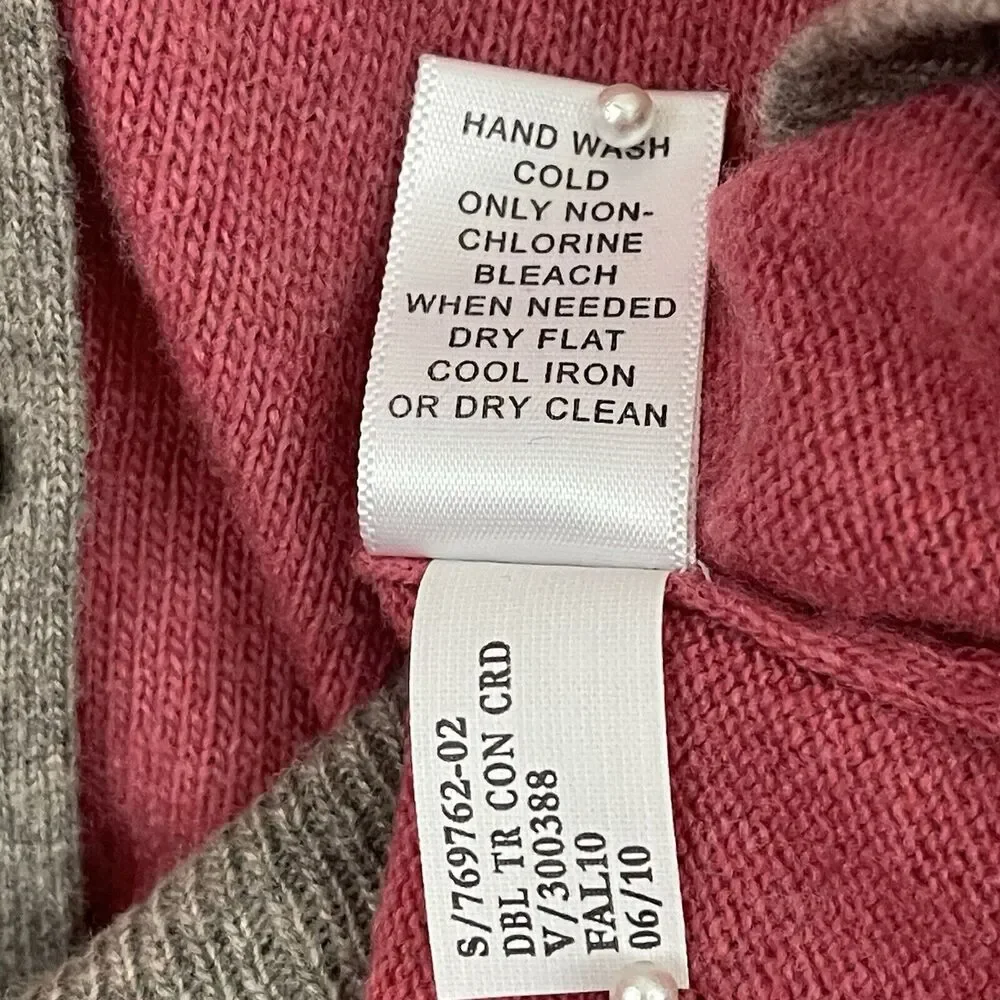 HAND WASH
COLD
ONLY NON-
CHLORINE
BLEACH
WHEN NEEDED
DRY FLAT
COOL IRON
OR DRY CLEAN
S/769762-02
DBL TR CON CRD
V/300388
FAL10
06/10